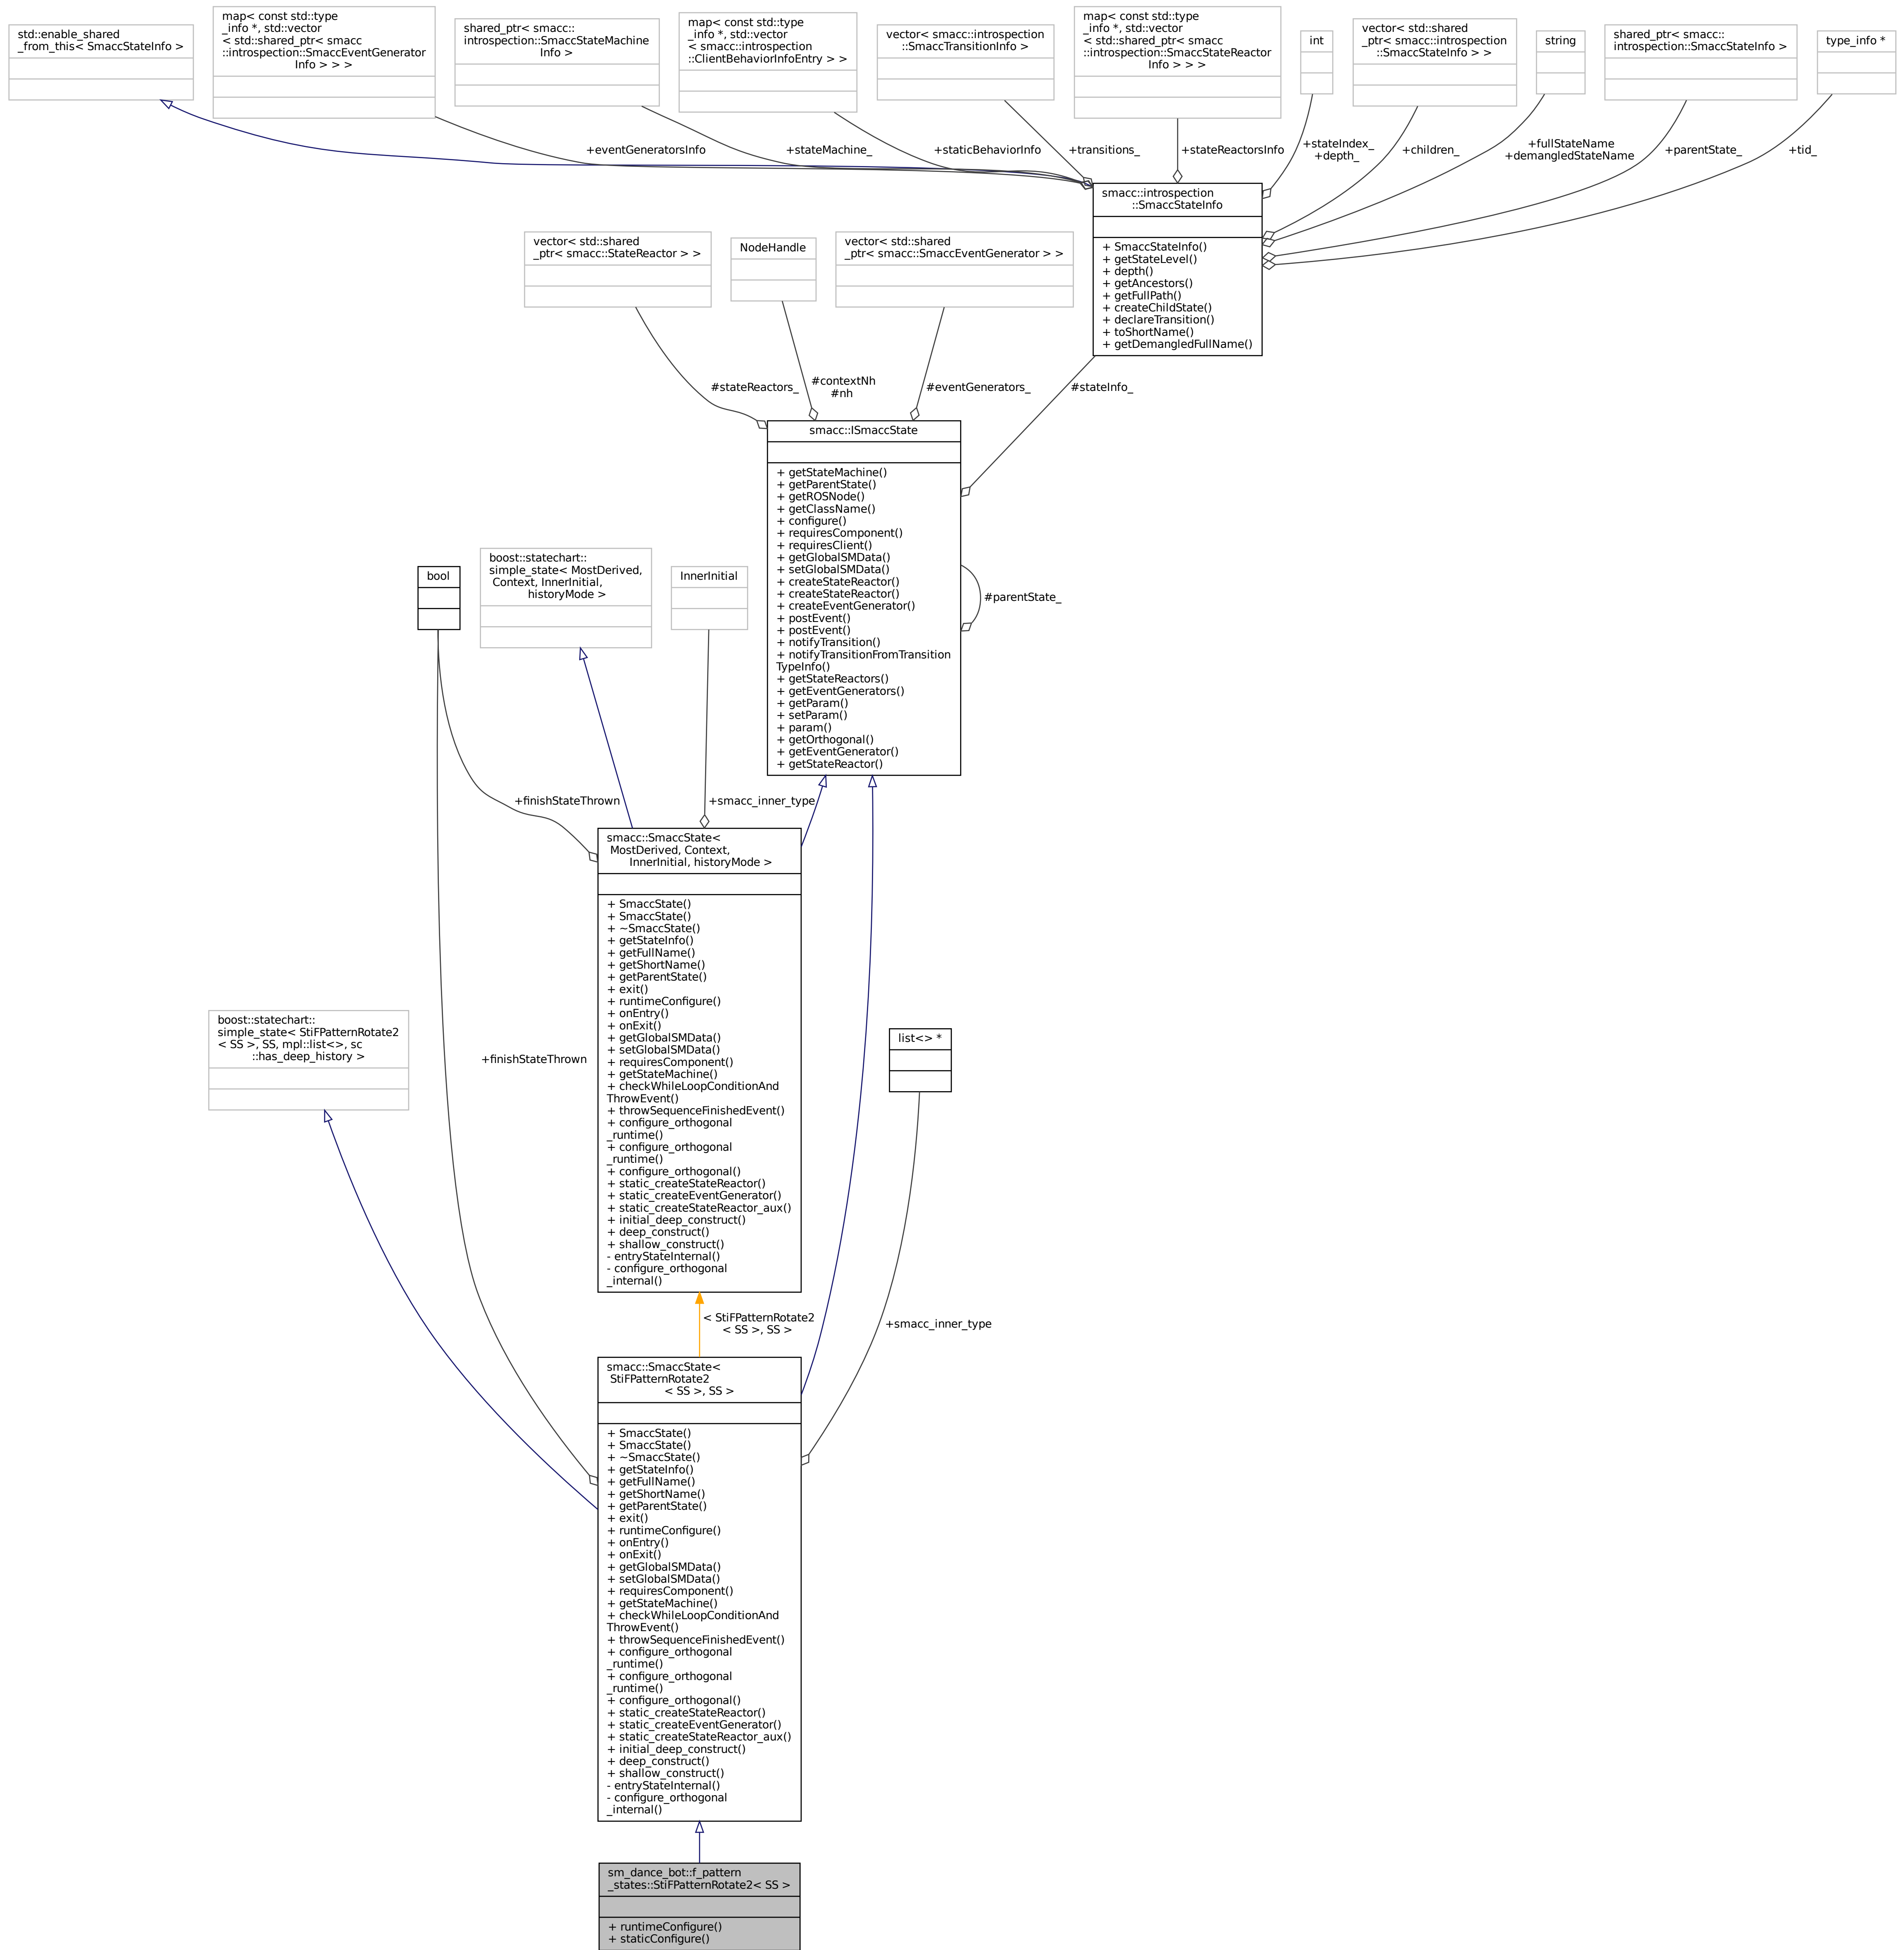 std::enable_shared
_from_this< SmaccStateInfo >
map< const std::type
_info *, std::vector
< std::shared_ptr< smacc
::introspection::SmaccEventGenerator
Info > > >
shared_ptr< smacc::
introspection::SmaccStateMachine
Info >
map< const std::type
_info *, std::vector
< smacc::introspection
::ClientBehaviorInfoEntry > >
vector< smacc::introspection
::SmaccTransitionInfo >
map< const std::type
_info *, std::vector
< std::shared_ptr< smacc
::introspection::SmaccStateReactor
Info > > >
int
vector< std::shared
_ptr< smacc::introspection
::SmaccStateInfo > >
string
shared_ptr< smacc::
introspection::SmaccStateInfo >
type_info *
+eventGeneratorsInfo
+stateMachine_
+staticBehaviorInfo
+transitions_
+stateReactorsInfo
+stateIndex_
+depth_
+children_
+fullStateName
+demangledStateName
+parentState_
+tid_
smacc::introspection
::SmaccStateInfo
+ SmaccStateInfo()
+ getStateLevel()
+ depth()
+ getAncestors()
+ getFullPath()
+ createChildState()
+ declareTransition()
+ toShortName()
+ getDemangledFullName()
vector< std::shared
_ptr< smacc::StateReactor > >
NodeHandle
vector< std::shared
_ptr< smacc::SmaccEventGenerator > >
#stateReactors_
#contextNh
#nh
#eventGenerators_
#stateInfo_
smacc::ISmaccState
+ getStateMachine()
+ getParentState()
+ getROSNode()
+ getClassName()
+ configure()
+ requiresComponent()
+ requiresClient()
+ getGlobalSMData()
+ setGlobalSMData()
+ createStateReactor()
+ createStateReactor()
+ createEventGenerator()
+ postEvent()
+ postEvent()
+ notifyTransition()
+ notifyTransitionFromTransition
TypeInfo()
+ getStateReactors()
+ getEventGenerators()
+ getParam()
+ setParam()
+ param()
+ getOrthogonal()
+ getEventGenerator()
+ getStateReactor()
#parentState_
bool
boost::statechart::
simple_state< MostDerived,
Context, InnerInitial,
historyMode >
InnerInitial
+finishStateThrown
+smacc_inner_type
smacc::SmaccState<
MostDerived, Context,
InnerInitial, historyMode >
+ SmaccState()
+ SmaccState()
+ ~SmaccState()
+ getStateInfo()
+ getFullName()
+ getShortName()
+ getParentState()
+ exit()
+ runtimeConfigure()
+ onEntry()
+ onExit()
+ getGlobalSMData()
+ setGlobalSMData()
+ requiresComponent()
+ getStateMachine()
+ checkWhileLoopConditionAnd
ThrowEvent()
+ throwSequenceFinishedEvent()
+ configure_orthogonal
_runtime()
+ configure_orthogonal
_runtime()
+ configure_orthogonal()
+ static_createStateReactor()
+ static_createEventGenerator()
+ static_createStateReactor_aux()
+ initial_deep_construct()
+ deep_construct()
+ shallow_construct()
- entryStateInternal()
- configure_orthogonal
_internal()
boost::statechart::
simple_state< StiFPatternRotate2
< SS >, SS, mpl::list<>, sc
::has_deep_history >
+finishStateThrown
list<> *
< StiFPatternRotate2
< SS >, SS >
+smacc_inner_type
smacc::SmaccState<
StiFPatternRotate2
< SS >, SS >
+ SmaccState()
+ SmaccState()
+ ~SmaccState()
+ getStateInfo()
+ getFullName()
+ getShortName()
+ getParentState()
+ exit()
+ runtimeConfigure()
+ onEntry()
+ onExit()
+ getGlobalSMData()
+ setGlobalSMData()
+ requiresComponent()
+ getStateMachine()
+ checkWhileLoopConditionAnd
ThrowEvent()
+ throwSequenceFinishedEvent()
+ configure_orthogonal
_runtime()
+ configure_orthogonal
_runtime()
+ configure_orthogonal()
+ static_createStateReactor()
+ static_createEventGenerator()
+ static_createStateReactor_aux()
+ initial_deep_construct()
+ deep_construct()
+ shallow_construct()
- entryStateInternal()
- configure_orthogonal
_internal()
sm_dance_bot::f_pattern
_states::StiFPatternRotate2< SS >
+ runtimeConfigure()
+ staticConfigure()